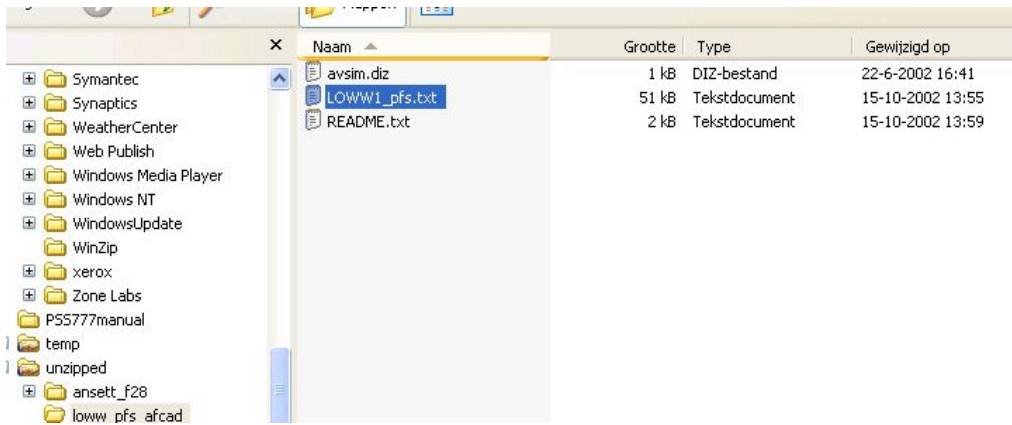 Mappen
Naam Grootte Type Gewijzigd op
avsim.diz 1 kB DIZ-bestand 22-6-2002 16:41
LOWW1_pfs.txt 51 kB Tekstdocument 15-10-2002 13:55
README.txt 2 kB Tekstdocument 15-10-2002 13:59
Symantec
Synaptics
WeatherCenter
Web Publish
Windows Media Player
Windows NT
WindowsUpdate
WinZip
xerox
Zone Labs
PSS777manual
temp
unzipped
ansett_f28
loww_pfs_afcad